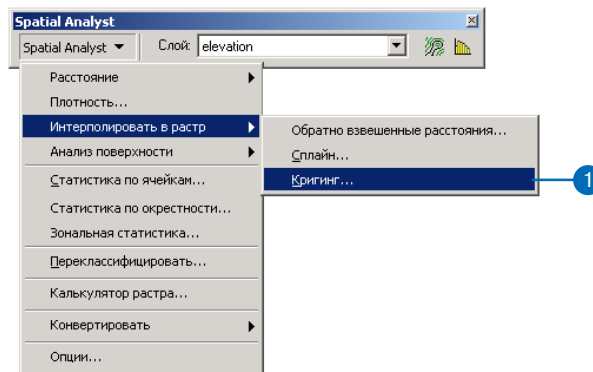 Spatial Analyst
Spatial Analyst Слой: elevation
Расстояние
Плотность...
Интерполировать в растр
Анализ поверхности
Статистика по ячейкам...
Статистика по окрестности...
Зональная статистика...
Переклассифицировать...
Калькулятор растра...
Конвертировать
Опции...
Обратно взвешенные расстояния...
Сплайн...
Кригинг...
1